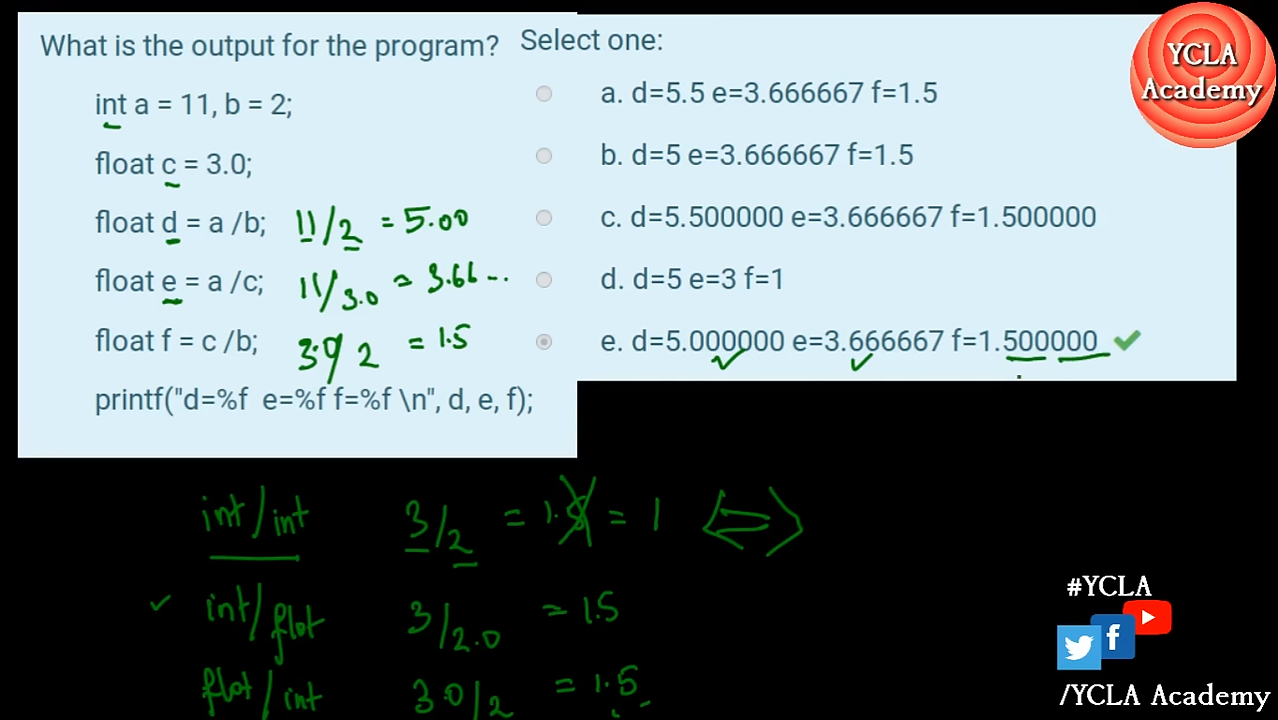 What is the output for the program?
int a = 11, b = 2;
float c = 3.0;
float d = a /b; 11/2 = 5.00
float e = a /c; 11/3.0 = 3.66 -..
float f = c /b; 3.0/2 = 1.5
printf("d=%f e=%f f=%f \n", d, e, f);
Select one:
a. d=5.5 e=3.666667 f=1.5
b. d=5 e=3.666667 f=1.5
c. d=5.500000 e=3.666667 f=1.500000
d. d=5 e=3 f=1
e. d=5.000000 e=3.666667 f=1.500000
YCLA
Academy
int/int 3/2 = 1.5 = 1
int/flot 3/2.0 = 1.5
flot/int 3.0/2 = 1.5
#YCLA
/YCLA Academy